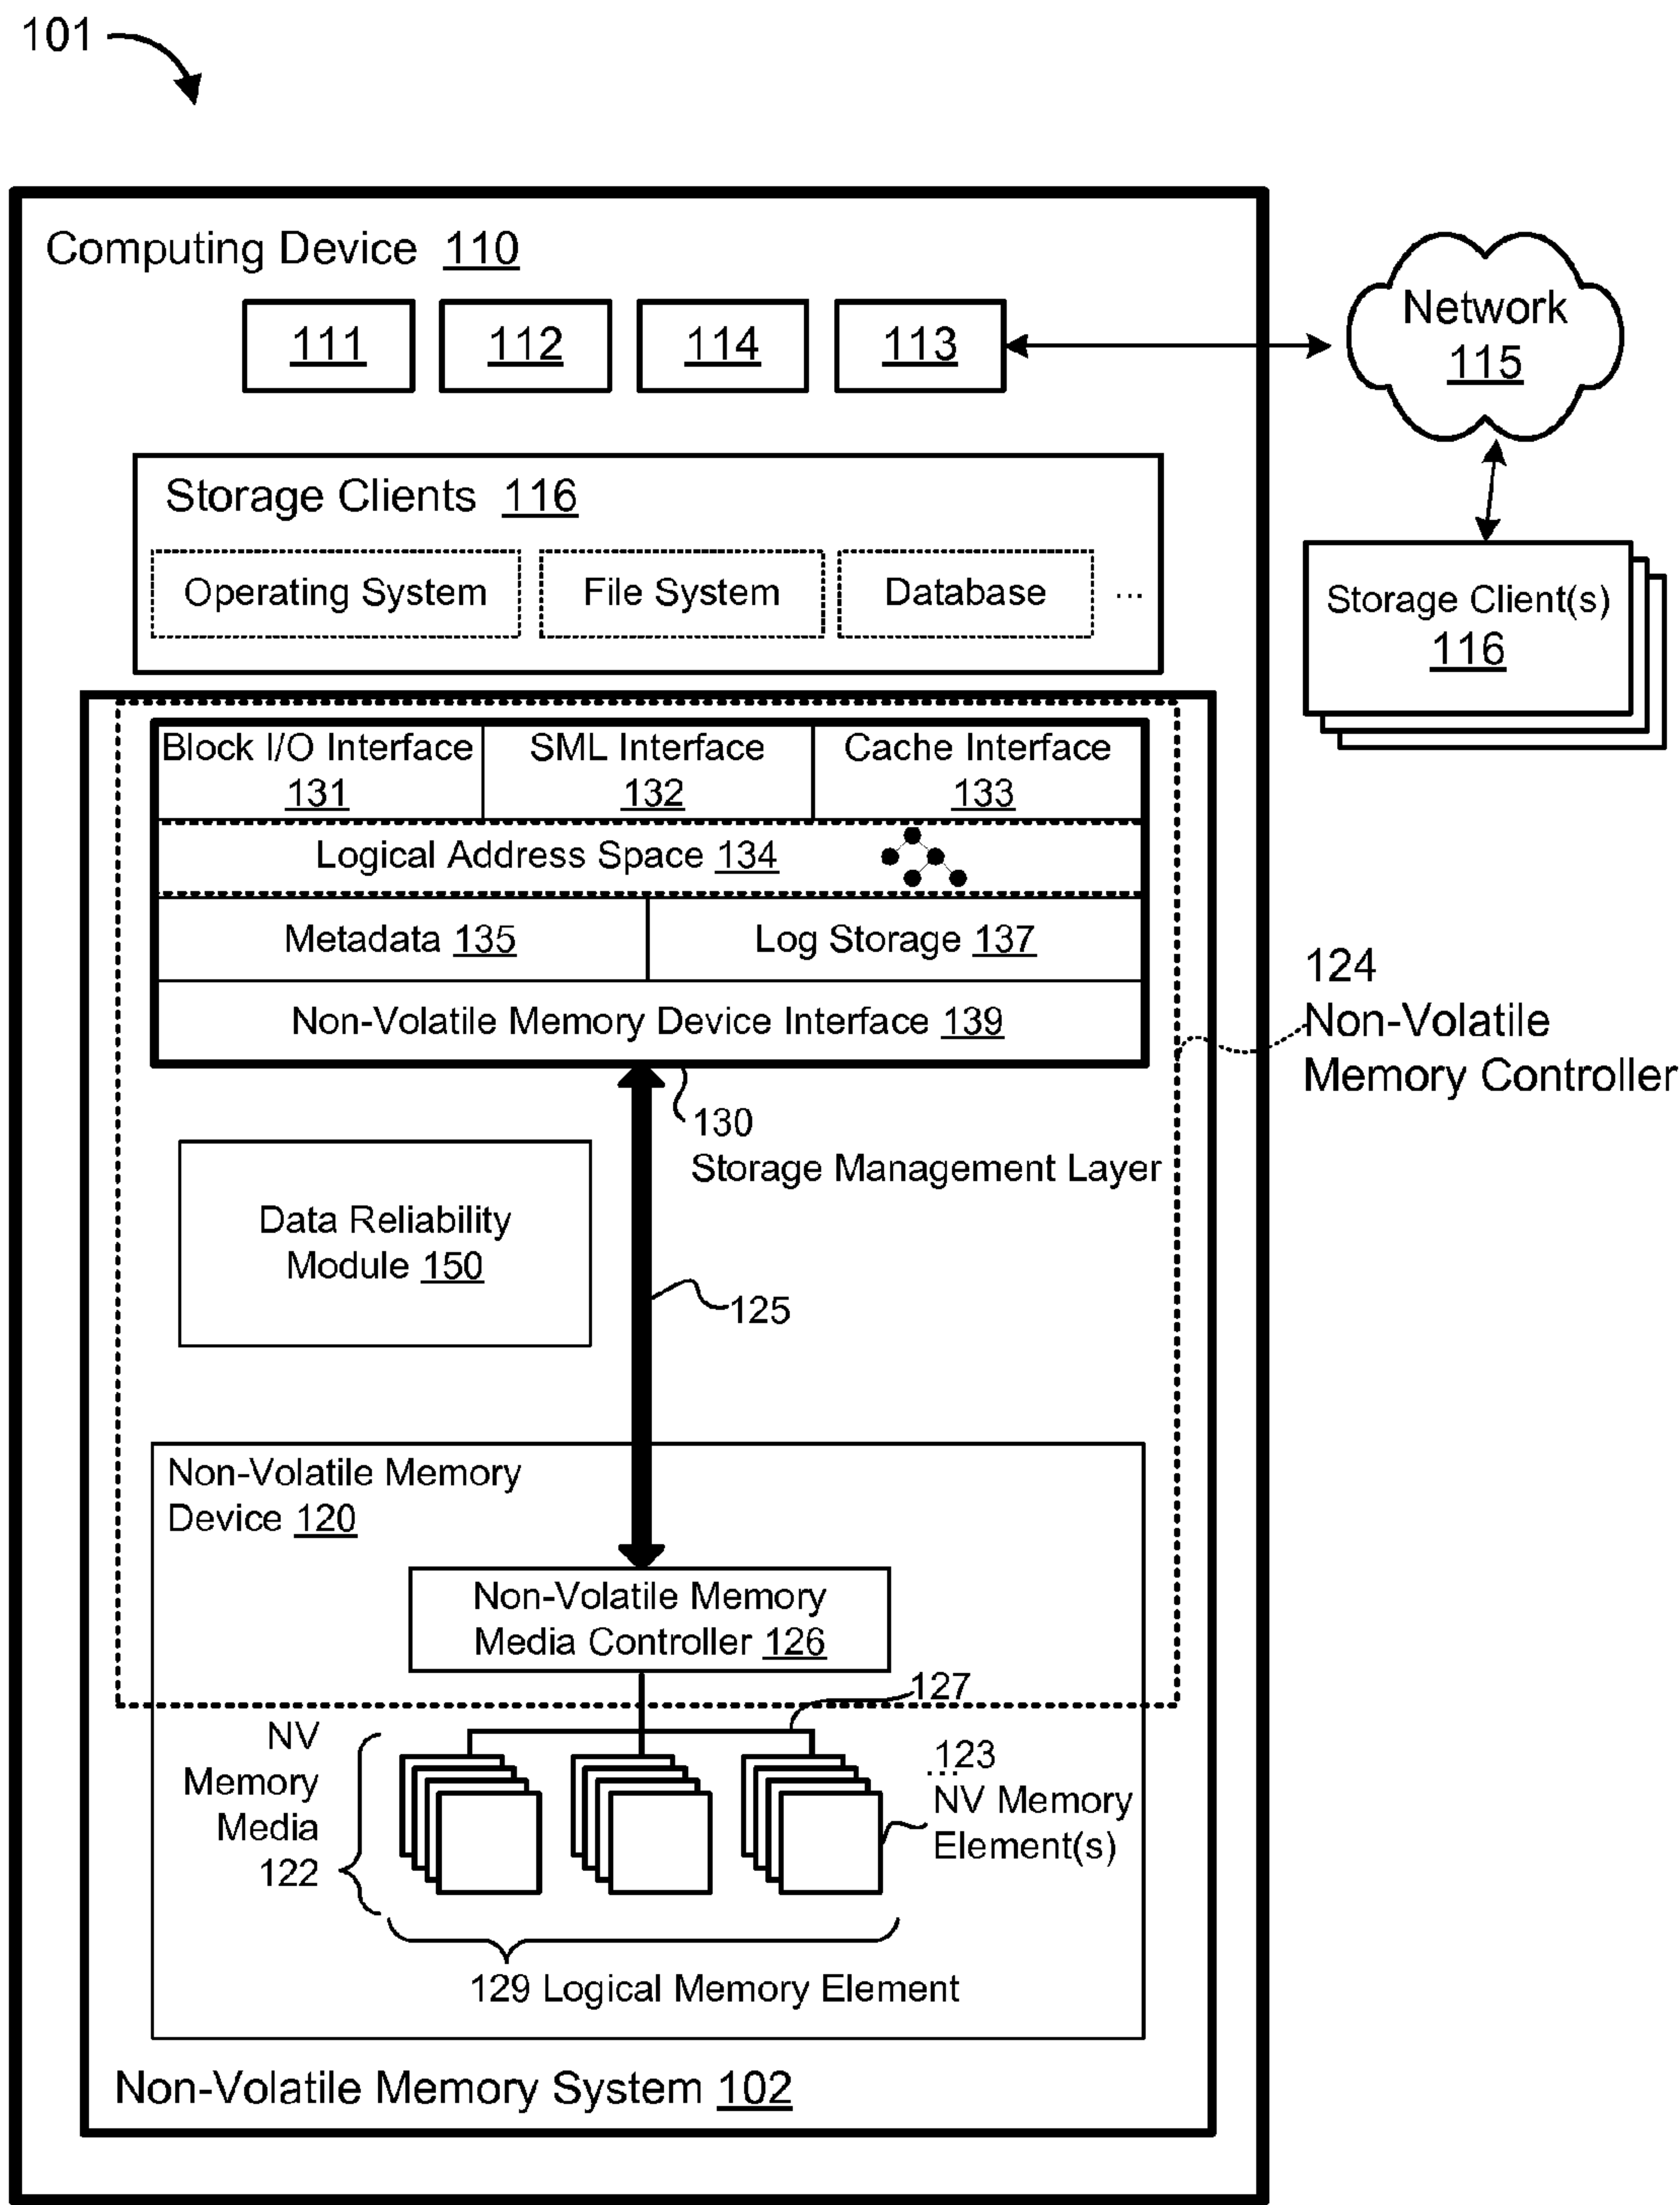 101
Computing Device 110
111
112
114
113
Network
115
Storage Clients 116
Operating System
File System
Database
...
Storage Client(s)
116
Block I/O Interface
131
SML Interface
132
Cache Interface
133
Logical Address Space 134
Metadata 135
Log Storage 137
Non-Volatile Memory Device Interface 139
124
Non-Volatile
Memory Controller
130
Storage Management Layer
Data Reliability
Module 150
125
Non-Volatile Memory
Device 120
Non-Volatile Memory
Media Controller 126
127
NV
Memory
Media
122
...
123
NV Memory
Element(s)
129 Logical Memory Element
Non-Volatile Memory System 102